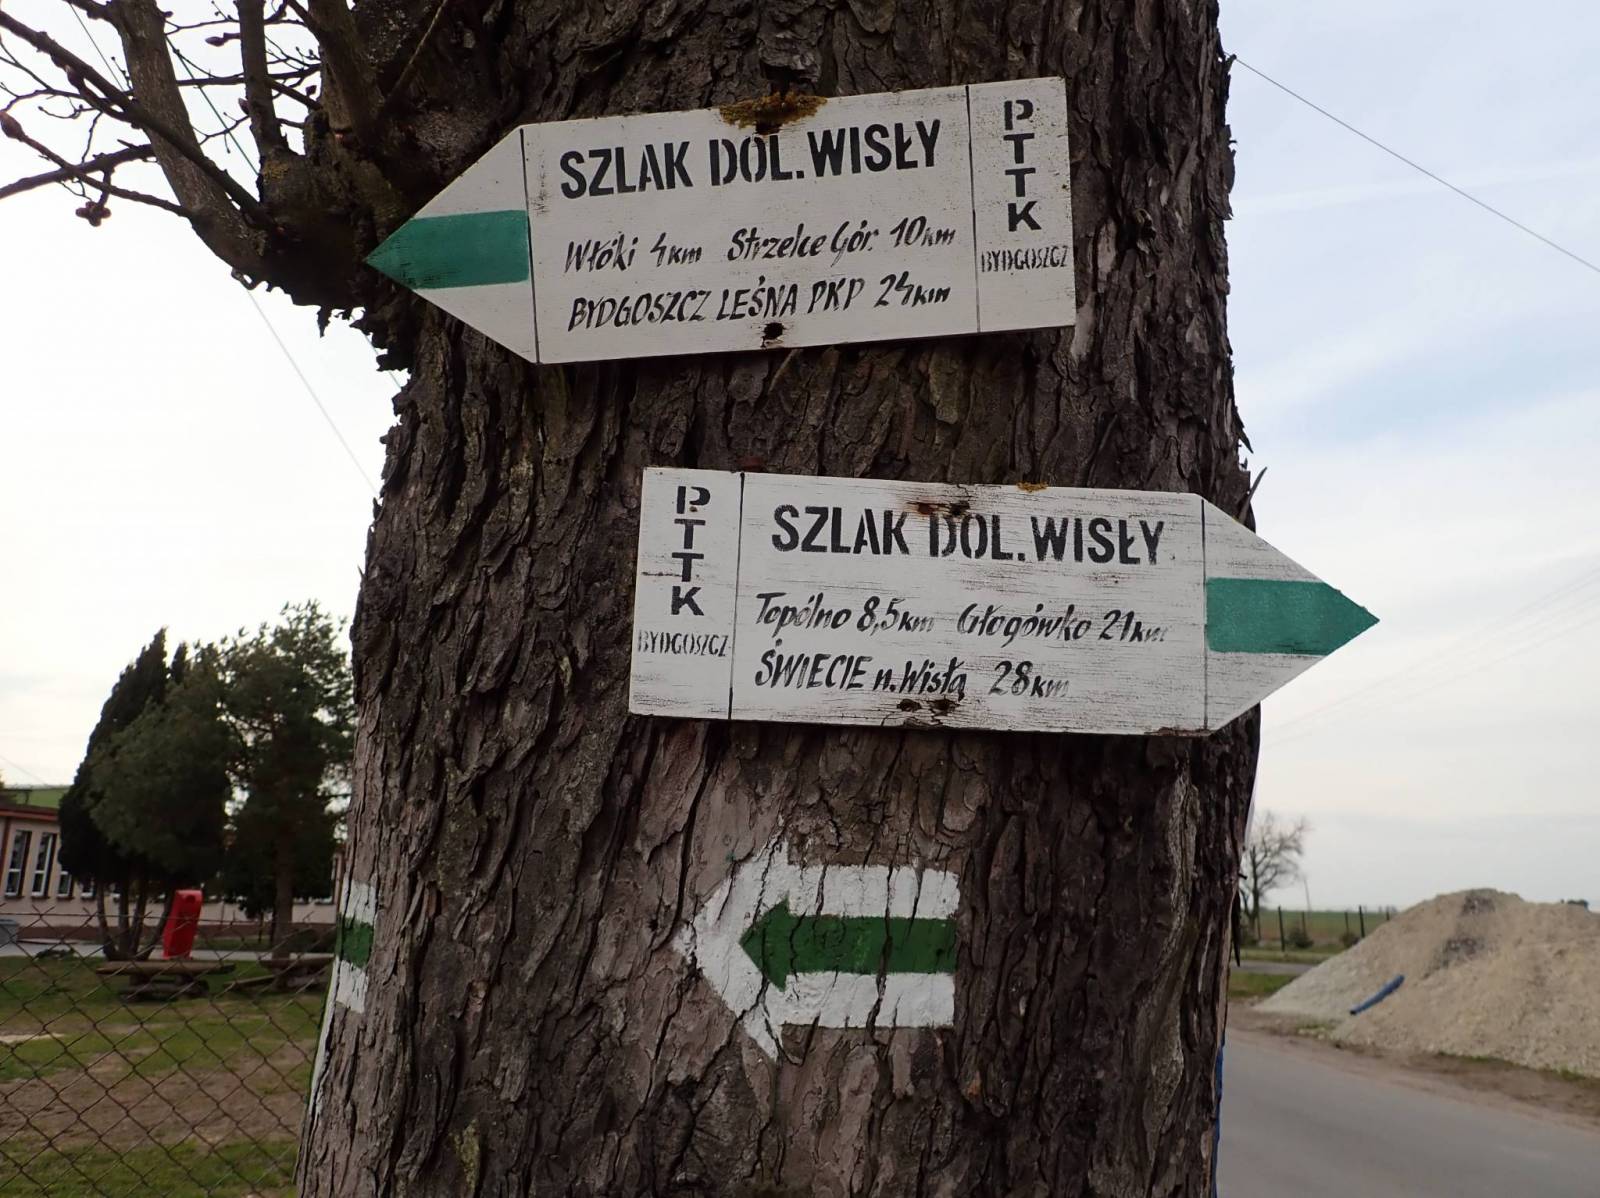 SZLAK DOL. WISŁY
Włóki 4km Strzelce Gór. 10km
BYDGOSZCZ LEŚNA PKP 24km
PTTK
BYDGOSZCZ
PTTK
BYDGOSZCZ
SZLAK DOL. WISŁY
Topólno 8,5km Głogówko 21km
ŚWIECIE n. Wisłą 28km